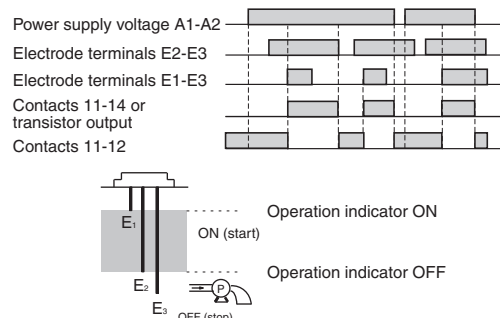 Power supply voltage A1-A2
Electrode terminals E2-E3
Electrode terminals E1-E3
Contacts 11-14 or
transistor output
Contacts 11-12
Operation indicator ON
E1
ON (start)
Operation indicator OFF
E2
P
E3
OFF (stop)